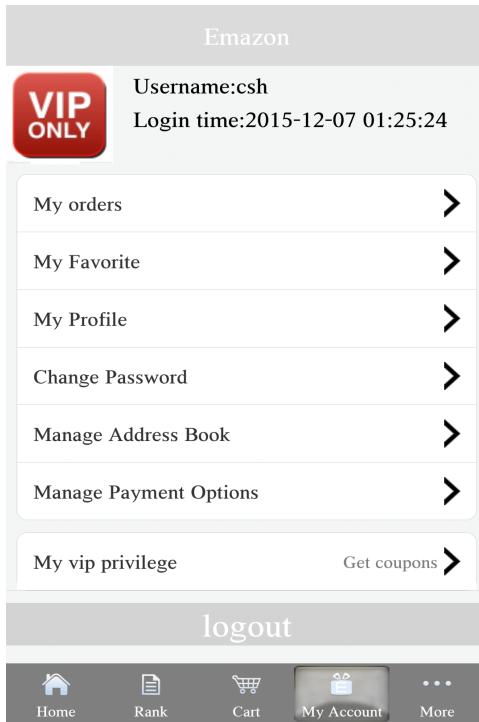 Emazon
VIP
ONLY
Username:csh
Login time:2015-12-07 01:25:24
My orders
My Favorite
My Profile
Change Password
Manage Address Book
Manage Payment Options
My vip privilege Get coupons
logout
Home Rank Cart My Account More